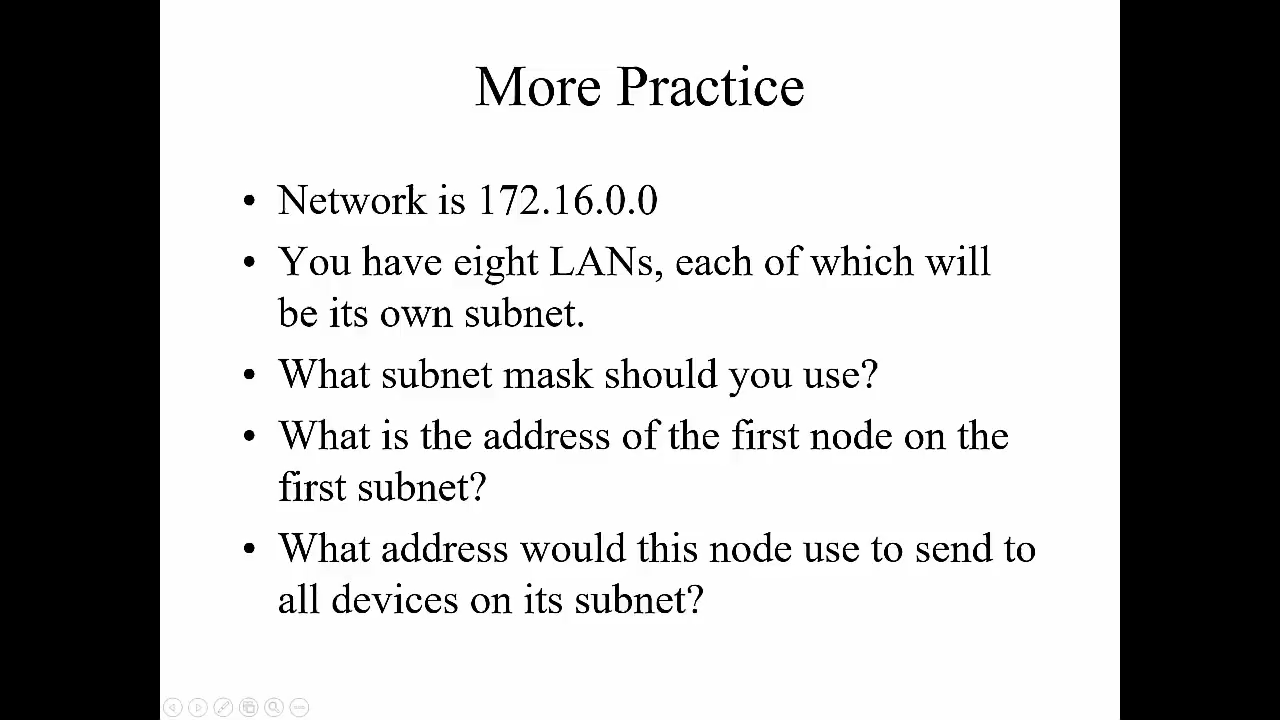 More Practice
• Network is 172.16.0.0
• You have eight LANs, each of which will
be its own subnet.
• What subnet mask should you use?
• What is the address of the first node on the
first subnet?
• What address would this node use to send to
all devices on its subnet?